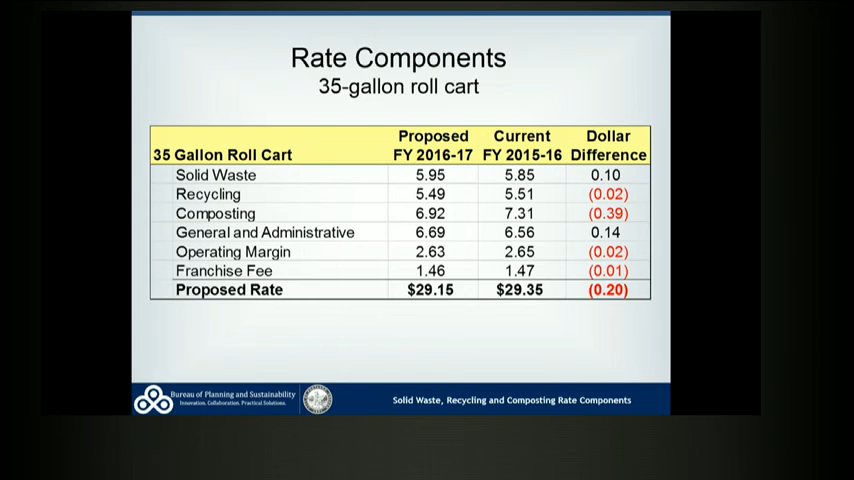 Rate Components
35-gallon roll cart
Proposed Current Dollar
35 Gallon Roll Cart FY 2016-17 FY 2015-16 Difference
Solid Waste 5.95 5.85 0.10
Recycling 5.49 5.51 (0.02)
Composting 6.92 7.31 (0.39)
General and Administrative 6.69 6.56 0.14
Operating Margin 2.63 2.65 (0.02)
Franchise Fee 1.46 1.47 (0.01)
Proposed Rate $29.15 $29.35 (0.20)
Bureau of Planning and Sustainability
Innovation. Collaboration. Practical Solutions.
Solid Waste, Recycling and Composting Rate Components